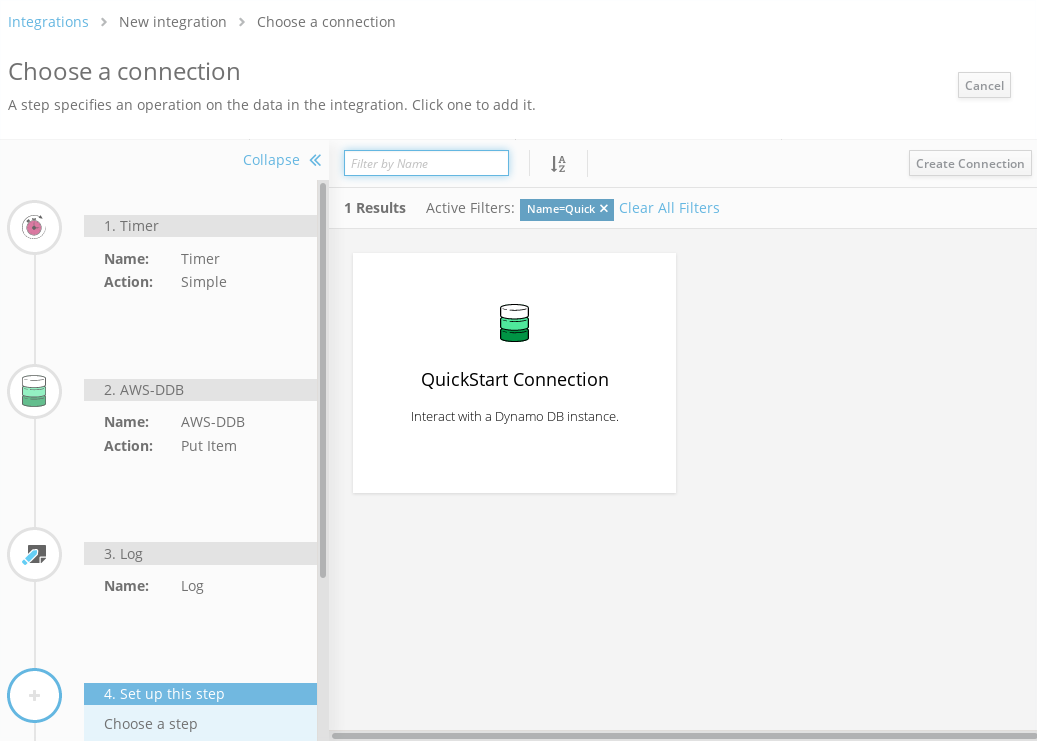 Integrations > New integration > Choose a connection
Choose a connection
Cancel
A step specifies an operation on the data in the integration. Click one to add it.
Collapse
1. Timer
Name: Timer
Action: Simple
2. AWS-DDB
Name: AWS-DDB
Action: Put Item
3. Log
Name: Log
4. Set up this step
Choose a step
Filter by Name
Create Connection
1 Results Active Filters: Name=Quick × Clear All Filters
QuickStart Connection
Interact with a Dynamo DB instance.